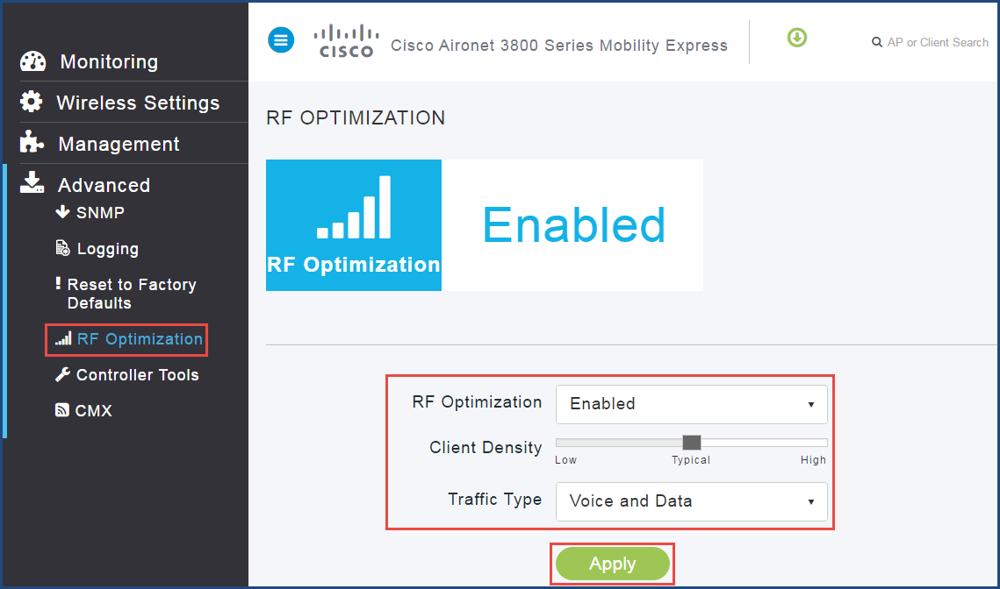 Monitoring
Wireless Settings
Management
Advanced
SNMP
Logging
Reset to Factory
Defaults
RF Optimization
Controller Tools
CMX
CISCO
Cisco Aironet 3800 Series Mobility Express
AP or Client Search
RF OPTIMIZATION
RF Optimization
Enabled
RF Optimization Enabled
Client Density
Low Typical High
Traffic Type Voice and Data
Apply